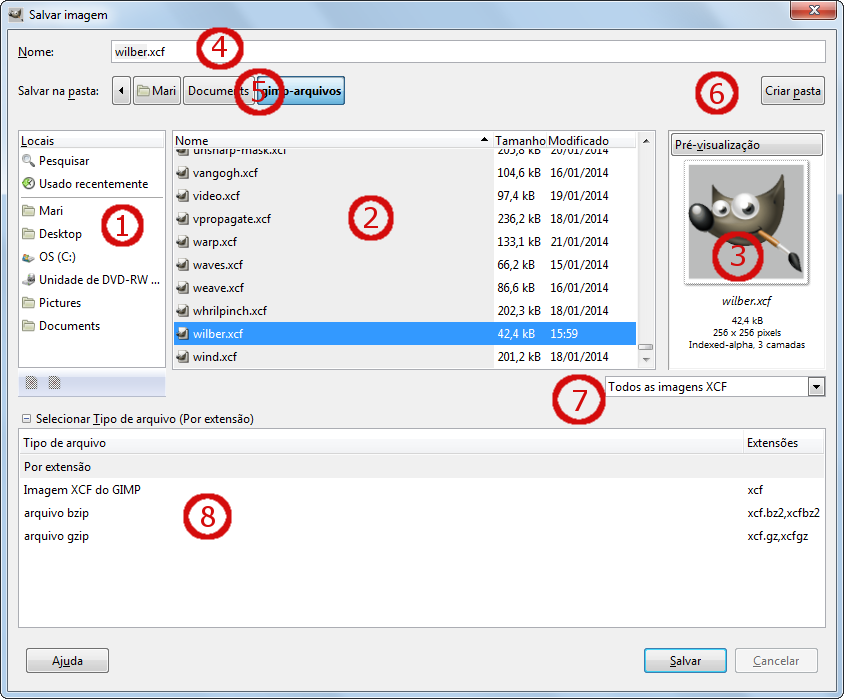 Salvar imagem
Nome: wilber.xcf 4
Salvar na pasta: Mari Documents 5 gimp-arquivos 6 Criar pasta
Locais
Pesquisar
Usado recentemente
Mari
Desktop
OS (C:)
Unidade de DVD-RW ...
Pictures
Documents
1
Nome Tamanho Modificado
unsharp-mask.xcf 205,8 kB 20/01/2014
vangogh.xcf 104,6 kB 19/01/2014
video.xcf 97,4 kB 19/01/2014
vpropagate.xcf 236,2 kB 18/01/2014
warp.xcf 133,1 kB 21/01/2014
waves.xcf 66,2 kB 15/01/2014
weave.xcf 86,6 kB 16/01/2014
whrilpinch.xcf 202,3 kB 18/01/2014
wilber.xcf 42,4 kB 15:59
wind.xcf 201,2 kB 18/01/2014
2
Pré-visualização
3
wilber.xcf
42,4 kB
256 x 256 pixels
Indexed-alpha, 3 camadas
7 Todos as imagens XCF
Selecionar Tipo de arquivo (Por extensão)
Tipo de arquivo Extensões
Por extensão
Imagem XCF do GIMP xcf
arquivo bzip xcf.bz2,xcfbz2
arquivo gzip xcf.gz,xcfgz
8
Ajuda Salvar Cancelar